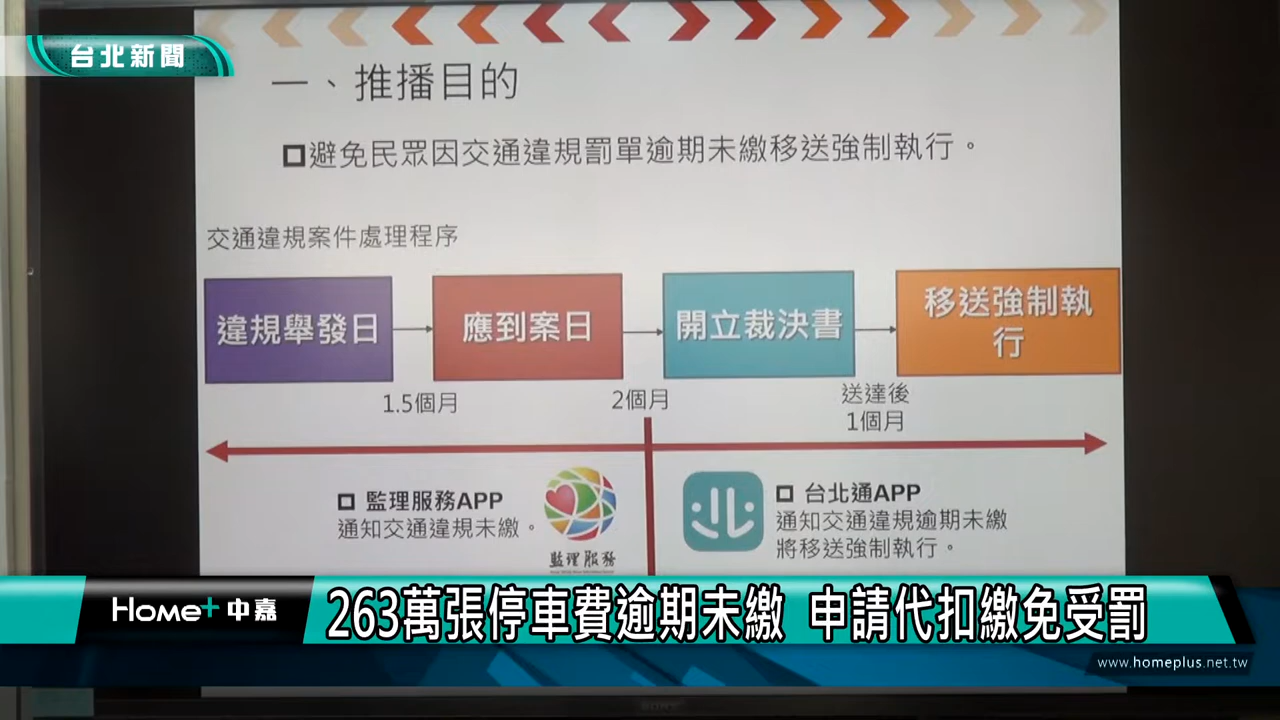 台北新聞
一、推播目的
避免民眾因交通違規罰單逾期未繳移送強制執行。
交通違規案件處理程序
違規舉發日
應到案日
開立裁決書
移送強制執
行
1.5個月
2個月
送達後
1個月
監理服務APP
通知交通違規未繳。
監理服務
台北通APP
通知交通違規逾期未繳
將移送強制執行。
Home+中嘉
263萬張停車費逾期未繳 申請代扣繳免受罰
www.homeplus.net.tw
SONY